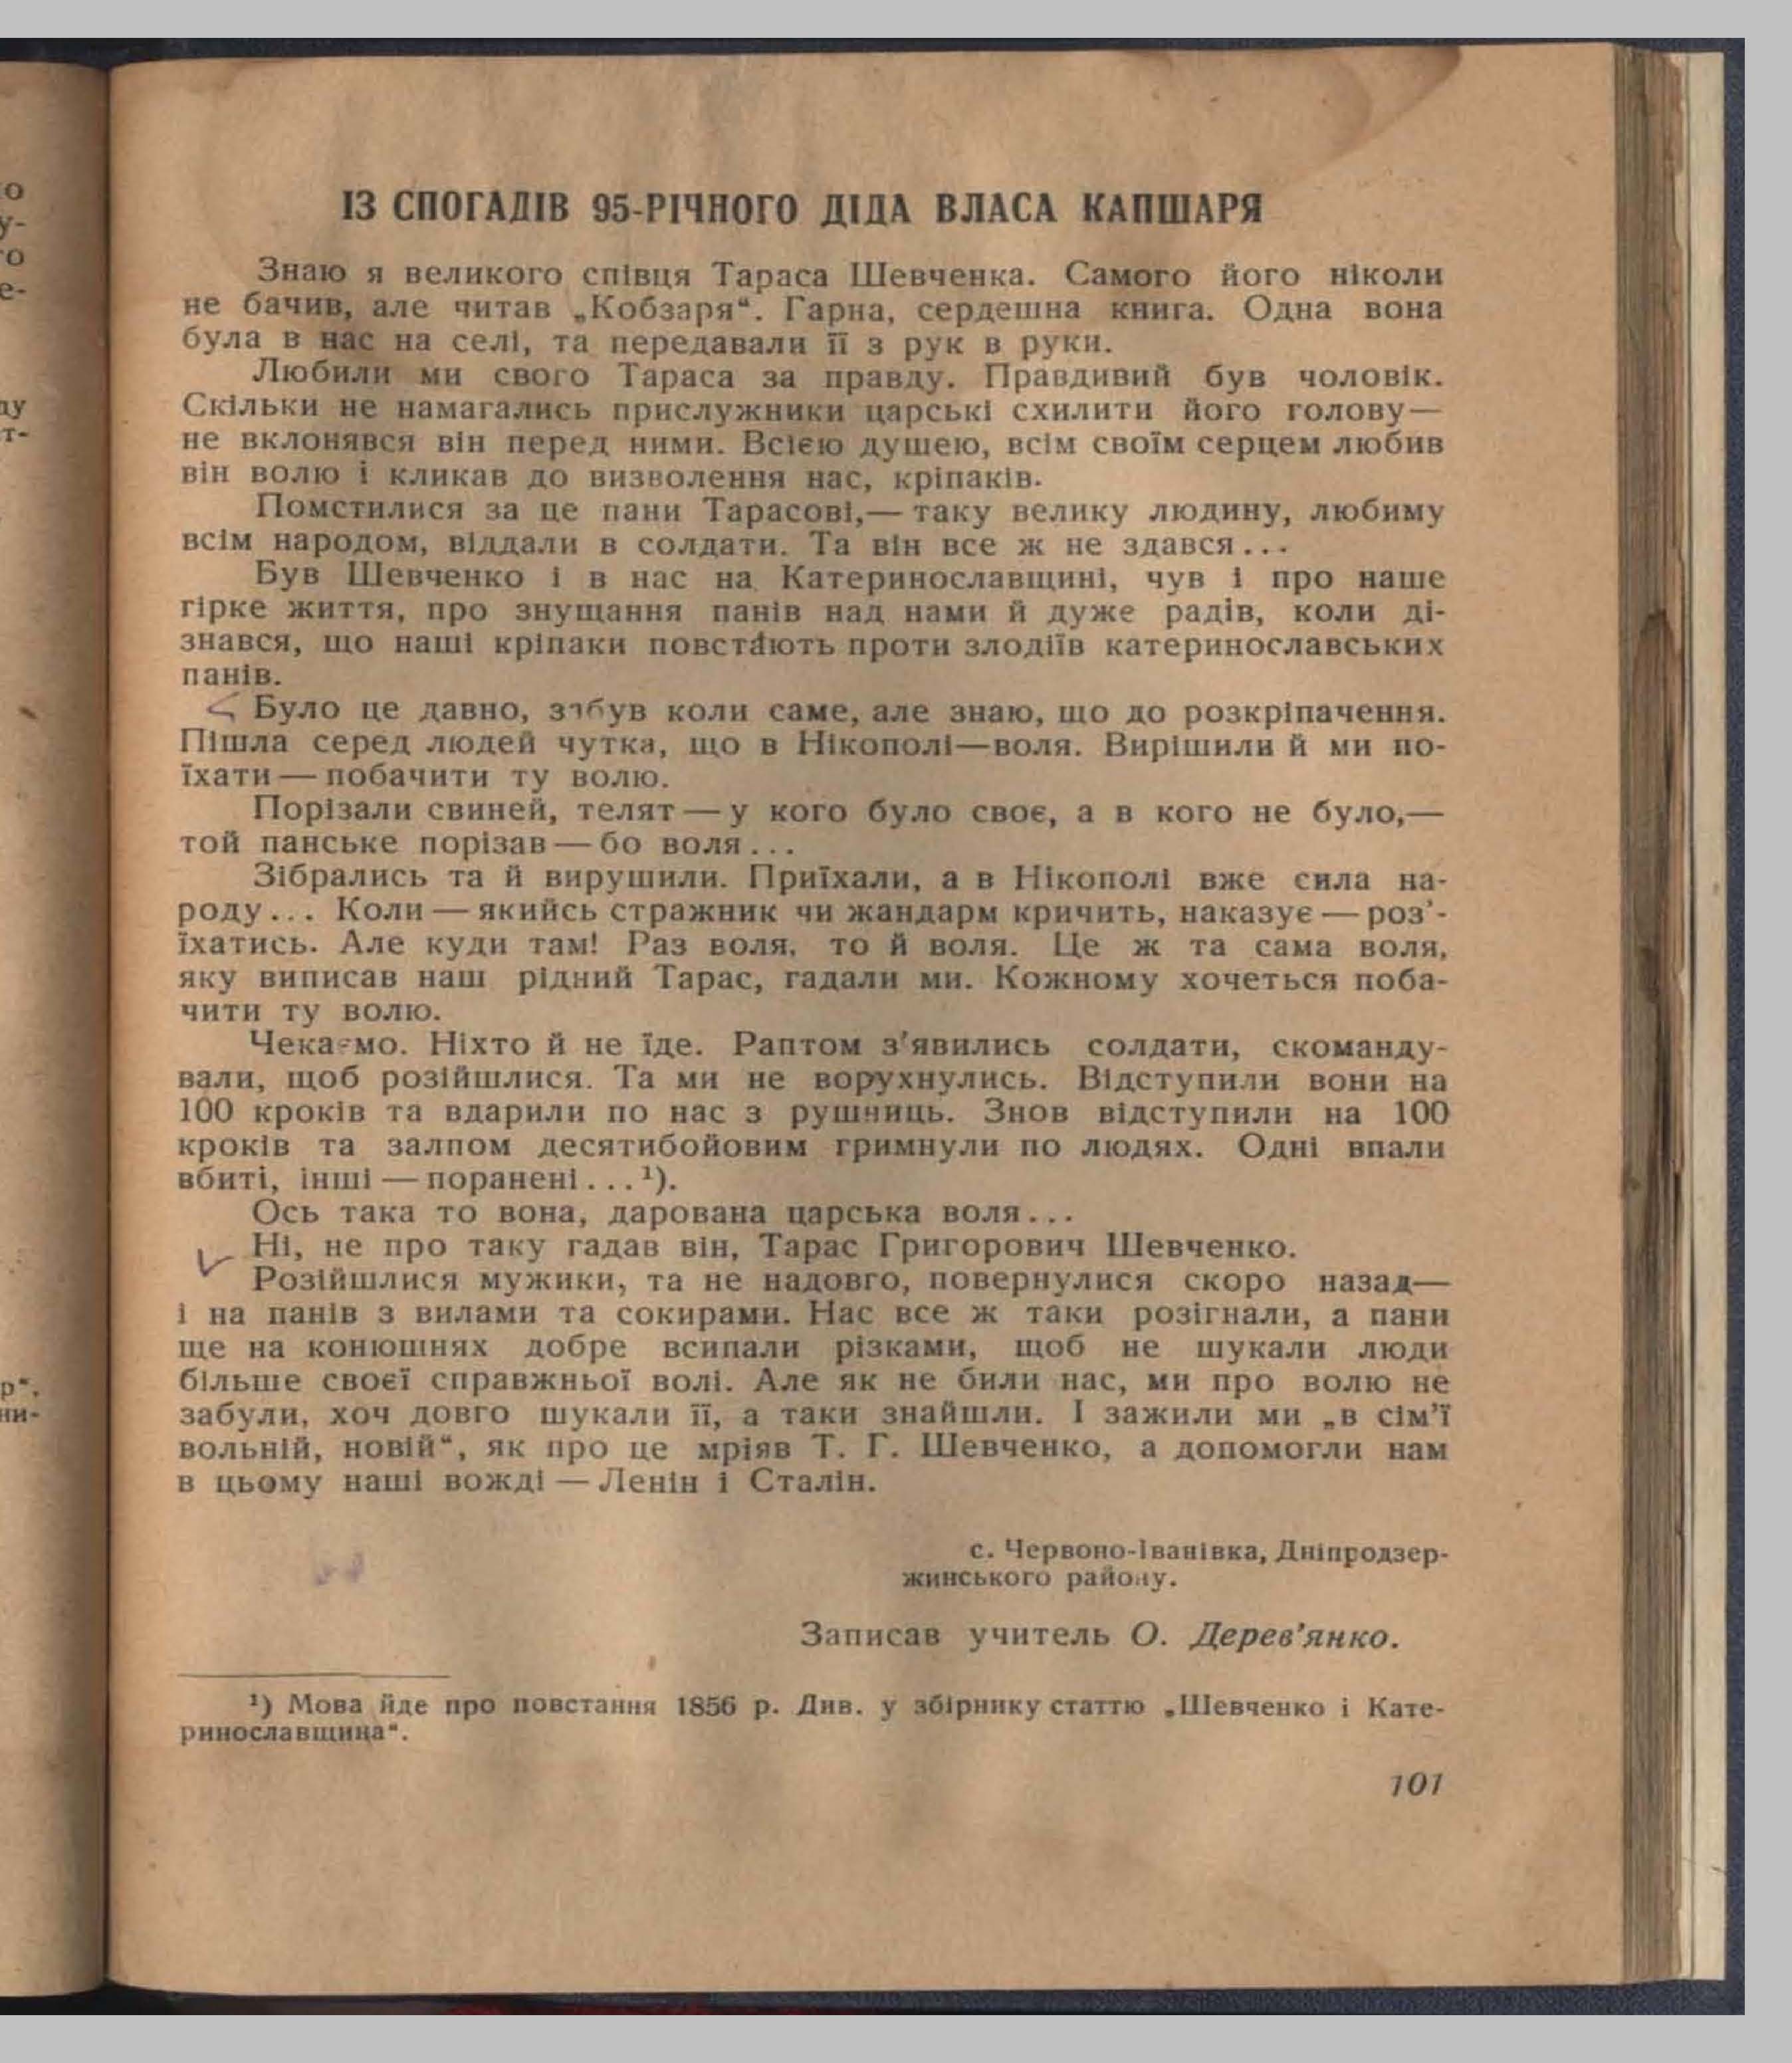 ІЗ СПОГАДІВ 95-РІЧНОГО ДІДА ВЛАСА КАПШАРЯ
Знаю я великого співця Тараса Шевченка. Самого його ніколи
не бачив, але читав „Кобзаря“. Гарна, сердешна книга. Одна вона
була в нас на селі, та передавали її з рук в руки.
Любили ми свого Тараса за правду. Правдивий був чоловік.
Скільки не намагались прислужники царські схилити його голову—
не вклонявся він перед ними. Всією душею, всім своїм серцем любив
він волю і кликав до визволення нас, кріпаків.
Помстилися за це пани Тарасові,— таку велику людину, любиму
всім народом, віддали в солдати. Та він все ж не здався...
Був Шевченко і в нас на Катеринославщині, чув і про наше
гірке життя, про знущання панів над нами й дуже радів, коли ді-
знався, що наші кріпаки повстають проти злодіїв катеринославських
панів.
Було це давно, забув коли саме, але знаю, що до розкріпачення.
Пішла серед людей чутка, що в Нікополі—воля. Вирішили й ми по-
їхати — побачити ту волю.
Порізали свиней, телят — у кого було своє, а в кого не було,—
той панське порізав — бо воля...
Зібрались та й вирушили. Приїхали, а в Нікополі вже сила на-
роду... Коли — якийсь стражник чи жандарм кричить, наказує — роз’-
їхатись. Але куди там! Раз воля, то й воля. Це ж та сама воля,
яку виписав наш рідний Тарас, гадали ми. Кожному хочеться поба-
чити ту волю.
Чекаємо. Ніхто й не їде. Раптом з’явились солдати, скоманду-
вали, щоб розійшлися. Та ми не ворухнулись. Відступили вони на
100 кроків та вдарили по нас з рушниць. Знов відступили на 100
кроків та залпом десятибойовим гримнули по людях. Одні впали
вбиті, інші — поранені...¹).
Ось така то вона, дарована царська воля...
Ні, не про таку гадав він, Тарас Григорович Шевченко.
Розійшлися мужики, та не надовго, повернулися скоро назад—
і на панів з вилами та сокирами. Нас все ж таки розігнали, а пани
ще на конюшнях добре всипали різками, щоб не шукали люди
більше своєї справжньої волі. Але як не били нас, ми про волю не
забули, хоч довго шукали її, а таки знайшли. І зажили ми „в сім’ї
вольній, новій“, як про це мріяв Т. Г. Шевченко, а допомогли нам
в цьому наші вожді — Ленін і Сталін.
с. Червоно-Іванівка, Дніпродзер-
жинського району.
Записав учитель О. Дерев’янко.
¹) Мова йде про повстання 1856 р. Див. у збірнику статтю „Шевченко і Кате-
ринославщина“.
101